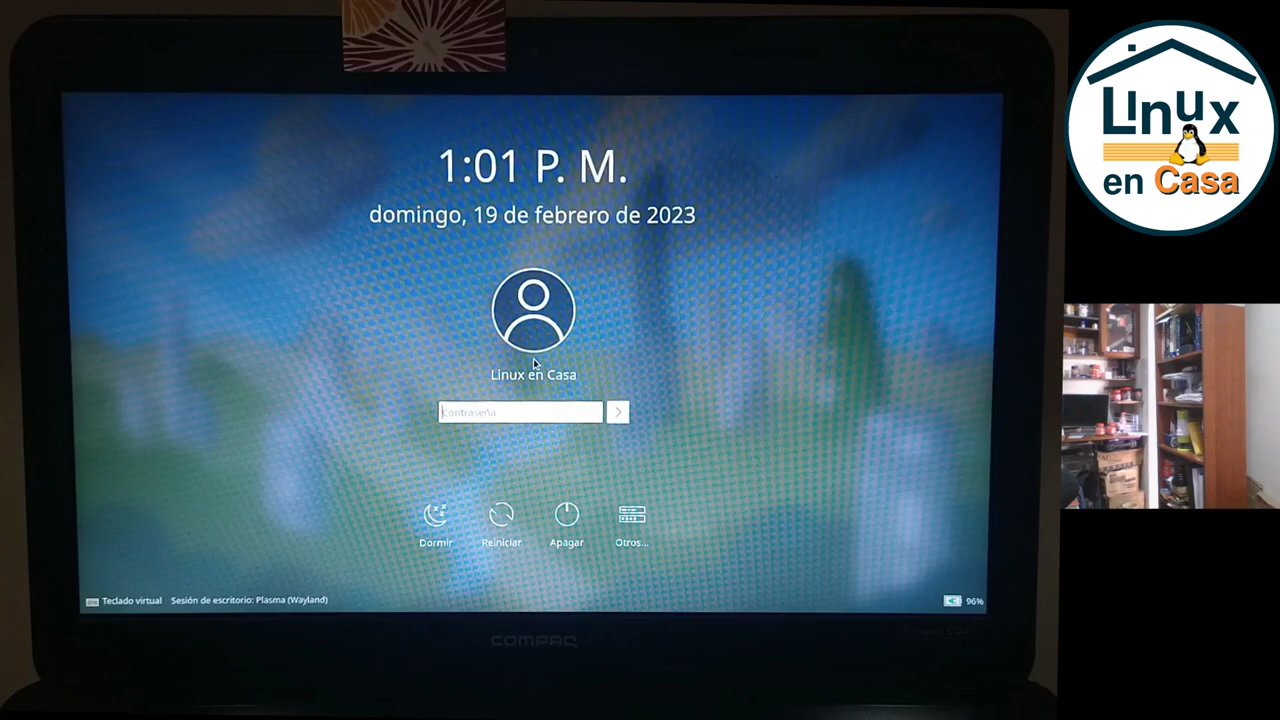 1:01 P. M.
domingo, 19 de febrero de 2023
Linux en Casa
Contraseña
Dormir
Reiniciar
Apagar
Otros...
Teclado virtual
Sesión de escritorio: Plasma (Wayland)
96%
COMPAQ
Linux
en Casa